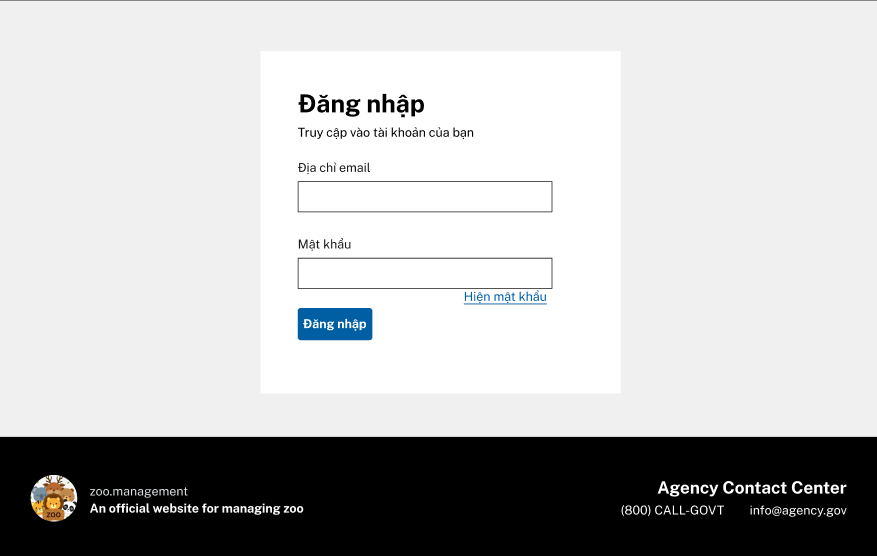 Đăng nhập
Truy cập vào tài khoản của bạn
Địa chỉ email
Mật khẩu
Hiện mật khẩu
Đăng nhập
ZOO
zoo.management
An official website for managing zoo
Agency Contact Center
(800) CALL-GOVT info@agency.gov